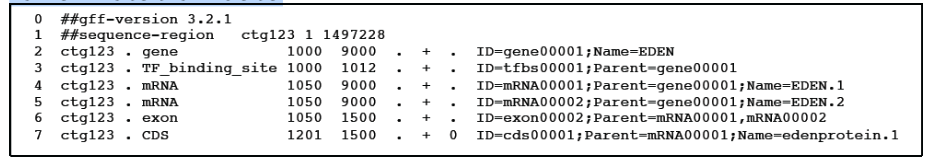 0 ##gff-version 3.2.1
1 ##sequence-region ctg123 1 1497228
2 ctg123 . gene 1000 9000 . + . ID=gene00001;Name=EDEN
3 ctg123 . TF_binding_site 1000 1012 . + . ID=tfbs00001;Parent=gene00001
4 ctg123 . mRNA 1050 9000 . + . ID=mRNA00001;Parent=gene00001;Name=EDEN.1
5 ctg123 . mRNA 1050 9000 . + . ID=mRNA00002;Parent=gene00001;Name=EDEN.2
6 ctg123 . exon 1050 1500 . + . ID=exon00002;Parent=mRNA00001,mRNA00002
7 ctg123 . CDS 1201 1500 . + 0 ID=cds00001;Parent=mRNA00001;Name=edenprotein.1